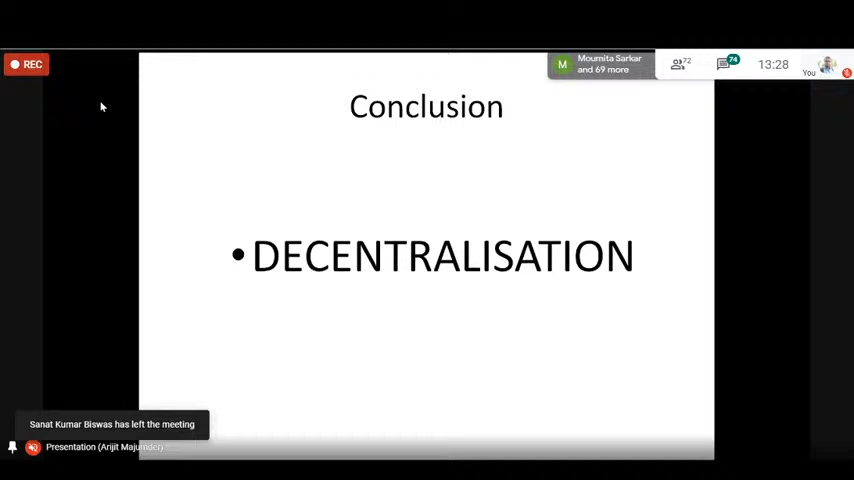 REC
Moumita Sarkar
and 69 more
72
74
13:28
You
M
Conclusion
• DECENTRALISATION
Sanat Kumar Biswas has left the meeting
Presentation (Arijit Majumder)